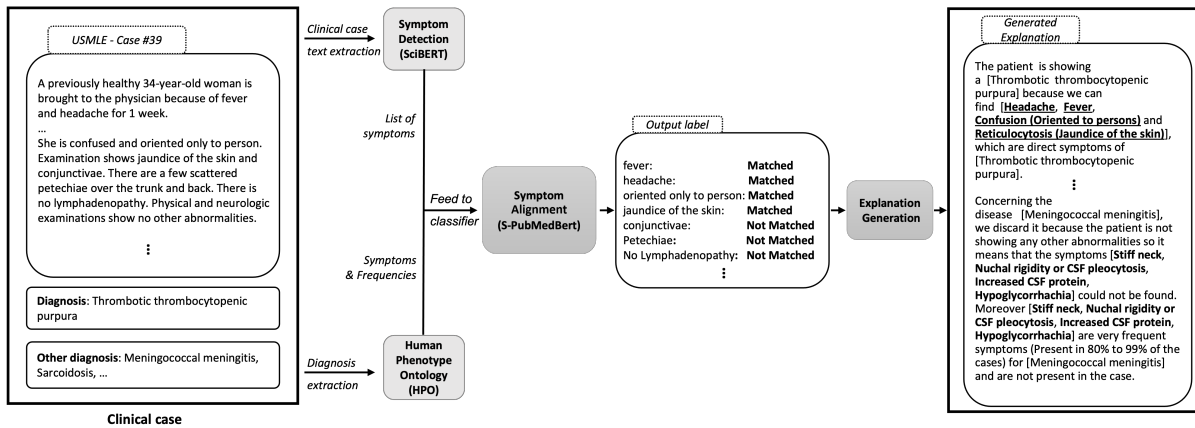 USMLE - Case #39
A previously healthy 34-year-old woman is
brought to the physician because of fever
and headache for 1 week.
...
She is confused and oriented only to person.
Examination shows jaundice of the skin and
conjunctivae. There are a few scattered
petechiae over the trunk and back. There is
no lymphadenopathy. Physical and neurologic
examinations show no other abnormalities.
Diagnosis: Thrombotic thrombocytopenic
purpura
Other diagnosis: Meningococcal meningitis,
Sarcoidosis, ...
Clinical case
Clinical case
text extraction
Symptom
Detection
(SciBERT)
List of
symptoms
Symptoms
& Frequencies
Diagnosis
extraction
Human
Phenotype
Ontology
(HPO)
Feed to
classifier
Symptom
Alignment
(S-PubMedBert)
Output label
fever: Matched
headache: Matched
oriented only to person: Matched
jaundice of the skin: Matched
conjunctivae: Not Matched
Petechiae: Not Matched
No Lymphadenopathy: Not Matched
Explanation
Generation
Generated
Explanation
The patient is showing
a [Thrombotic thrombocytopenic
purpura] because we can
find [Headache, Fever,
Confusion (Oriented to persons) and
Reticulocytosis (Jaundice of the skin)],
which are direct symptoms of
[Thrombotic thrombocytopenic
purpura].
Concerning the
disease [Meningococcal meningitis],
we discard it because the patient is not
showing any other abnormalities so it
means that the symptoms [Stiff neck,
Nuchal rigidity or CSF pleocytosis,
Increased CSF protein,
Hypoglycorrhachia] could not be found.
Moreover [Stiff neck, Nuchal rigidity or
CSF pleocytosis, Increased CSF protein,
Hypoglycorrhachia] are very frequent
symptoms (Present in 80% to 99% of the
cases) for [Meningococcal meningitis]
and are not present in the case.